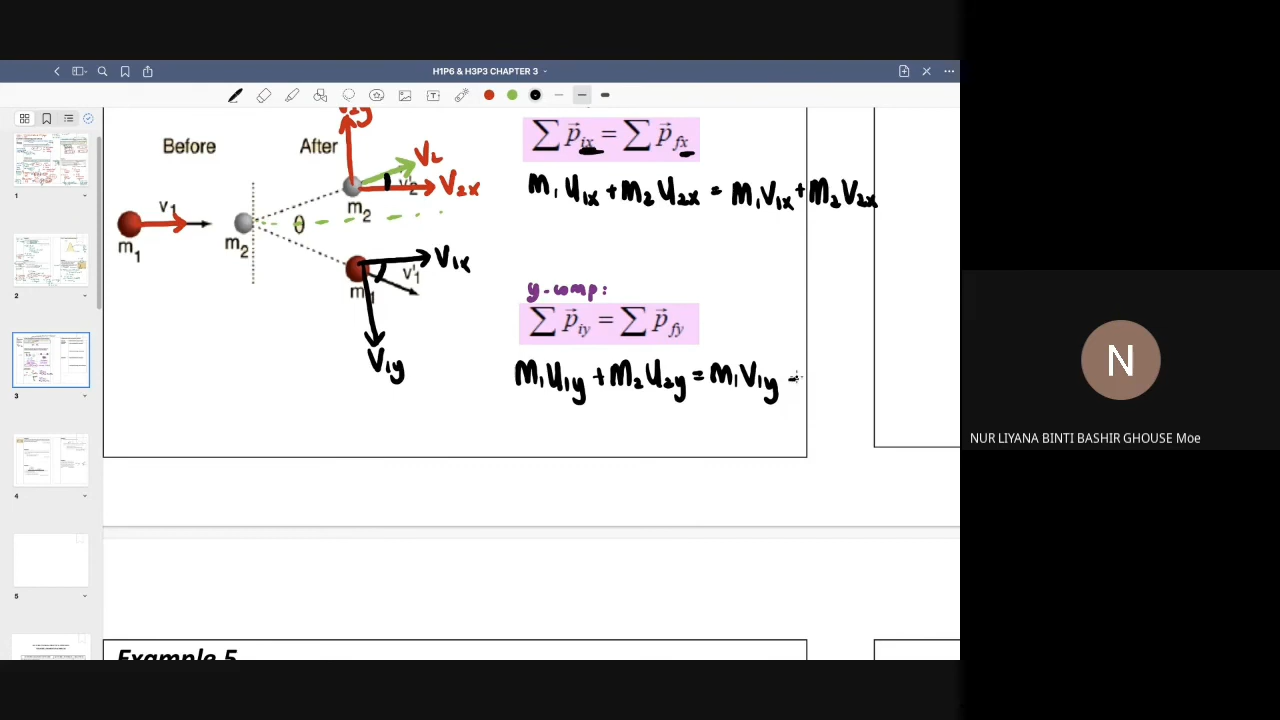 H1P6 & H3P3 CHAPTER 3
Before
After
V₂
V₂ₓ
v'₂
m₂
v₁
θ
m₁
m₂
V₁ₓ
v'₁
V₁y
∑ p⃗ix = ∑ p⃗fx
m₁U₁ₓ + m₂U₂ₓ = m₁V₁ₓ + m₂V₂ₓ
y-comp:
∑ p⃗iy = ∑ p⃗fy
m₁U₁y + m₂U₂y = m₁V₁y
Example 5
1
2
3
4
5
N
NUR LIYANA BINTI BASHIR GHOUSE Moe